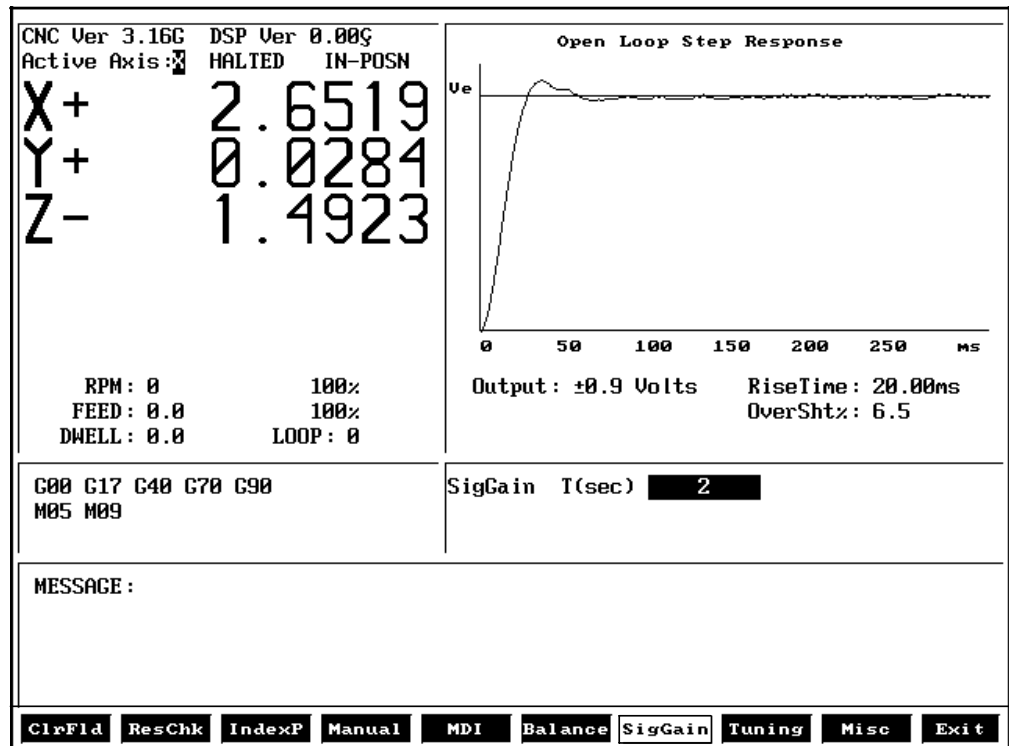 CNC Ver 3.16G DSP Ver 0.00Ç
Active Axis:X HALTED IN-POSN
X+ 2.6519
Y+ 0.0284
Z- 1.4923
RPM: 0 100%
FEED: 0.0 100%
DWELL: 0.0 LOOP: 0
Open Loop Step Response
Ve
0 50 100 150 200 250 ms
Output: ±0.9 Volts RiseTime: 20.00ms
OverSht%: 6.5
G00 G17 G40 G70 G90
M05 M09
SigGain T(sec) 2
MESSAGE:
ClrFld ResChk IndexP Manual MDI Balance SigGain Tuning Misc Exit